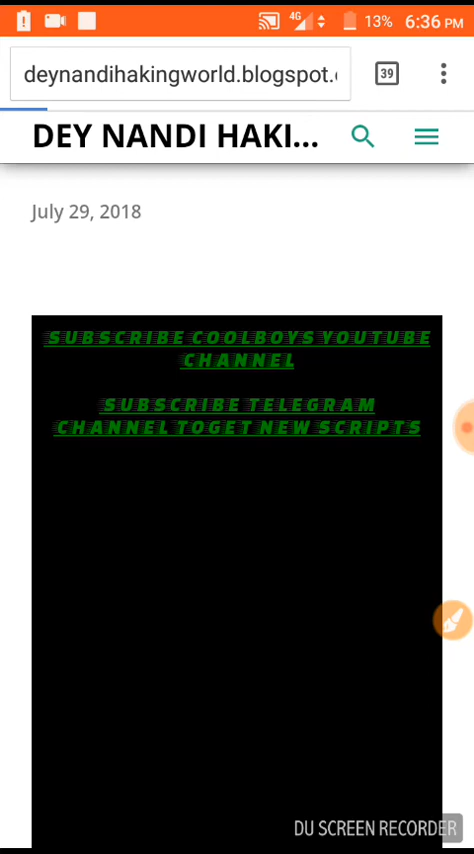 4G 13% 6:36 PM
deynandihakingworld.blogspot.
39
DEY NANDI HAKI...
July 29, 2018
SUBSCRIBE COOLBOYS YOUTUBE
CHANNEL
SUBSCRIBE TELEGRAM
CHANNEL TOGET NEW SCRIPTS
DU SCREEN RECORDER